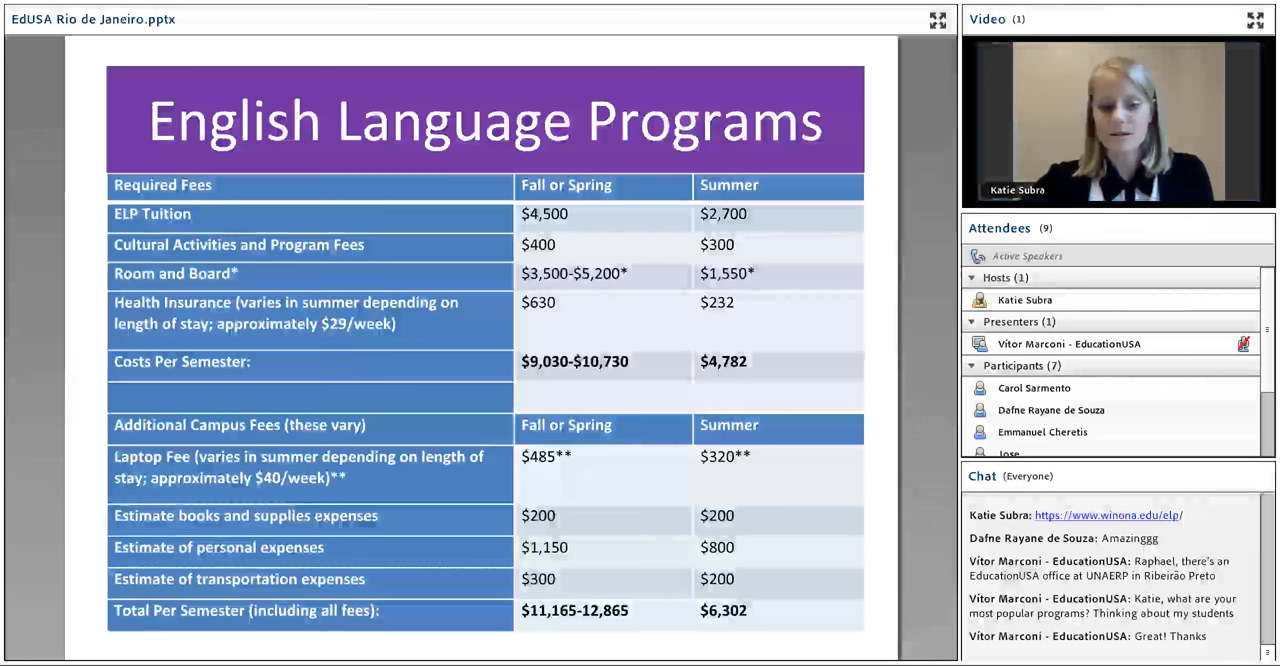 EdUSA Rio de Janeiro.pptx
English Language Programs
Required Fees Fall or Spring Summer
ELP Tuition $4,500 $2,700
Cultural Activities and Program Fees $400 $300
Room and Board* $3,500-$5,200* $1,550*
Health Insurance (varies in summer depending on $630 $232
length of stay; approximately $29/week)
Costs Per Semester: $9,030-$10,730 $4,782
Additional Campus Fees (these vary) Fall or Spring Summer
Laptop Fee (varies in summer depending on length of $485** $320**
stay; approximately $40/week)**
Estimate books and supplies expenses $200 $200
Estimate of personal expenses $1,150 $800
Estimate of transportation expenses $300 $200
Total Per Semester (including all fees): $11,165-12,865 $6,302
Video (1)
Katie Subra
Attendees (9)
Active Speakers
Hosts (1)
Katie Subra
Presenters (1)
Vítor Marconi - EducationUSA
Participants (7)
Carol Sarmento
Dafne Rayane de Souza
Emmanuel Cheretis
Jose
Chat (Everyone)
Katie Subra: https://www.winona.edu/elp/
Dafne Rayane de Souza: Amazinggg
Vítor Marconi - EducationUSA: Raphael, there's an
EducationUSA office at UNAERP in Ribeirão Preto
Vítor Marconi - EducationUSA: Katie, what are your
most popular programs? Thinking about my students
Vítor Marconi - EducationUSA: Great! Thanks